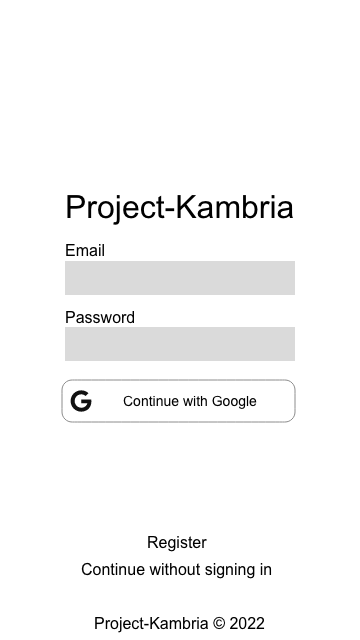 Project-Kambria
Email
Password
Continue with Google
Register
Continue without signing in
Project-Kambria © 2022